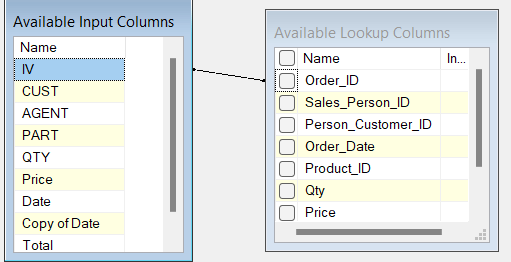 Available Input Columns
Name
IV
CUST
AGENT
PART
QTY
Price
Date
Copy of Date
Total
Available Lookup Columns
Name In...
Order_ID
Sales_Person_ID
Person_Customer_ID
Order_Date
Product_ID
Qty
Price